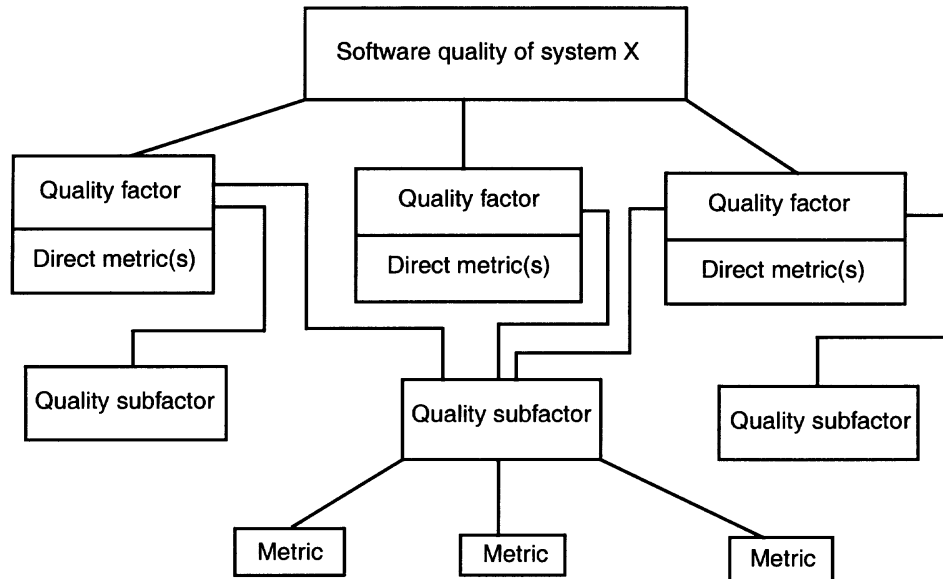 Software quality of system X
Quality factor
Direct metric(s)
Quality factor
Direct metric(s)
Quality factor
Direct metric(s)
Quality subfactor
Quality subfactor
Quality subfactor
Metric
Metric
Metric